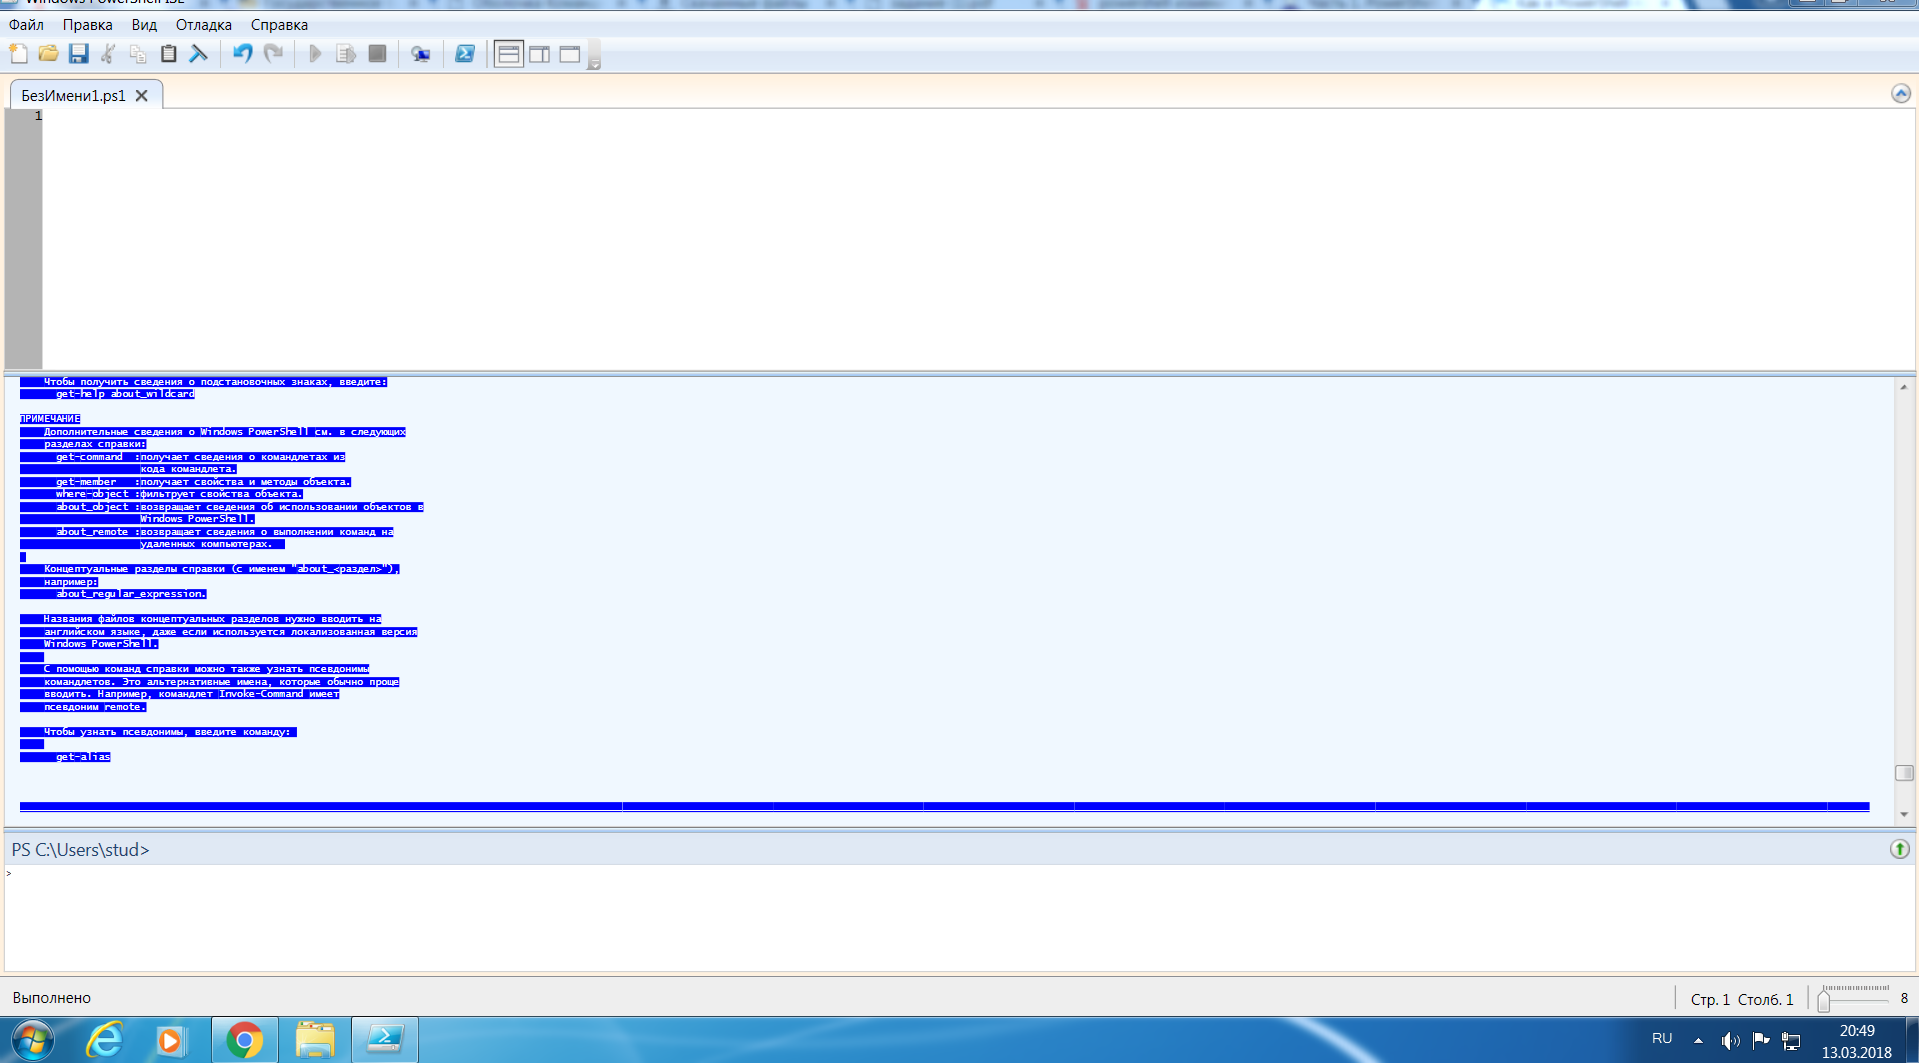 Windows PowerShell ISE
Файл Правка Вид Отладка Справка
БезИмени1.ps1
1
Чтобы получить сведения о подстановочных знаках, введите:
get-help about_wildcard
ПРИМЕЧАНИЕ
Дополнительные сведения о Windows PowerShell см. в следующих
разделах справки:
get-command :получает сведения о командлетах из
кода командлета.
get-member :получает свойства и методы объекта.
where-object :фильтрует свойства объекта.
about_object :возвращает сведения об использовании объектов в
Windows PowerShell.
about_remote :возвращает сведения о выполнении команд на
удаленных компьютерах.
Концептуальные разделы справки (с именем "about_<раздел>"),
например:
about_regular_expression.
Названия файлов концептуальных разделов нужно вводить на
английском языке, даже если используется локализованная версия
Windows PowerShell.
С помощью команд справки можно также узнать псевдонимы
командлетов. Это альтернативные имена, которые обычно проще
вводить. Например, командлет Invoke-Command имеет
псевдоним remote.
Чтобы узнать псевдонимы, введите команду:
get-alias
PS C:\Users\stud>
>
Выполнено
Стр. 1 Столб. 1
8
RU
20:49
13.03.2018